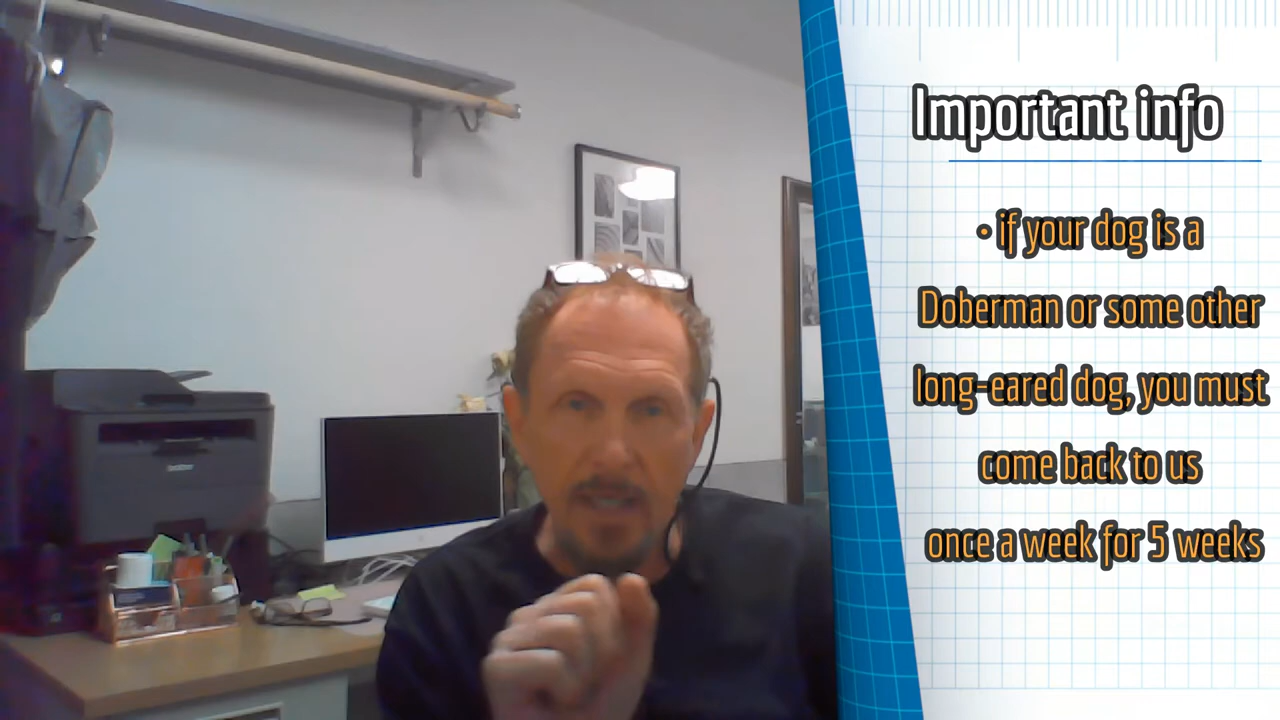 Important info
• if your dog is a
Doberman or some other
long-eared dog, you must
come back to us
once a week for 5 weeks
brother